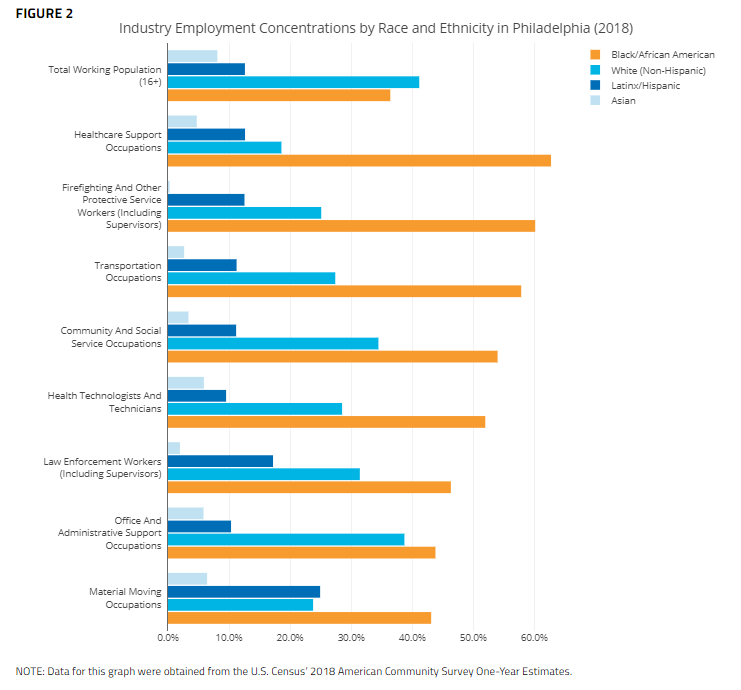 FIGURE 2
Industry Employment Concentrations by Race and Ethnicity in Philadelphia (2018)
Black/African American
White (Non-Hispanic)
Latinx/Hispanic
Asian
Total Working Population
(16+)
Healthcare Support
Occupations
Firefighting And Other
Protective Service
Workers (Including
Supervisors)
Transportation
Occupations
Community And Social
Service Occupations
Health Technologists And
Technicians
Law Enforcement Workers
(Including Supervisors)
Office And
Administrative Support
Occupations
Material Moving
Occupations
0.0% 10.0% 20.0% 30.0% 40.0% 50.0% 60.0%
NOTE: Data for this graph were obtained from the U.S. Census' 2018 American Community Survey One-Year Estimates.